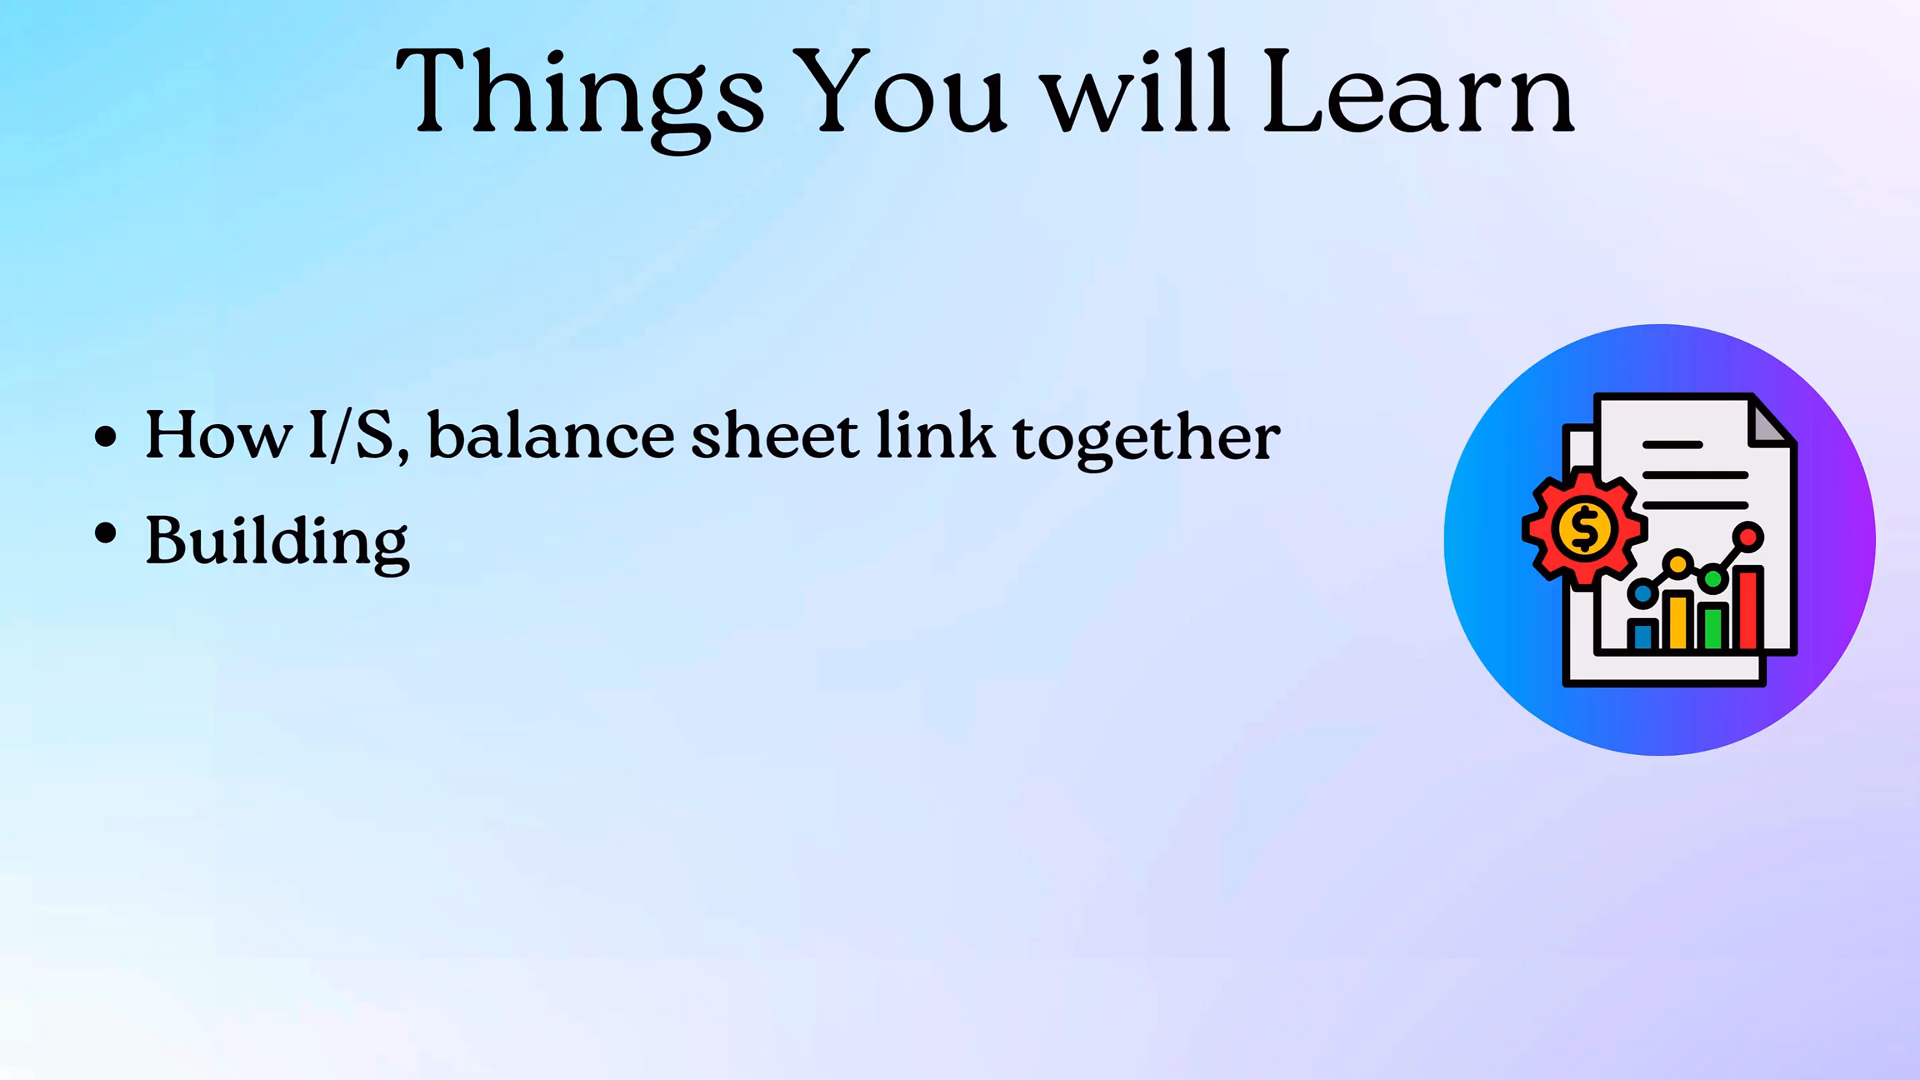 Things You will Learn
• How I/S, balance sheet link together
• Building
$